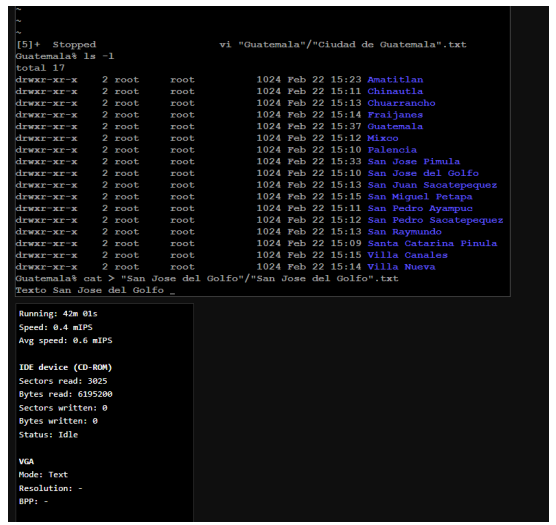 ~
~
~
[5]+  Stopped                 vi "Guatemala"/"Ciudad de Guatemala".txt
Guatemala% ls -l
total 17
drwxr-xr-x    2 root     root         1024 Feb 22 15:23 Amatitlan
drwxr-xr-x    2 root     root         1024 Feb 22 15:11 Chinautla
drwxr-xr-x    2 root     root         1024 Feb 22 15:13 Chuarrancho
drwxr-xr-x    2 root     root         1024 Feb 22 15:14 Fraijanes
drwxr-xr-x    2 root     root         1024 Feb 22 15:37 Guatemala
drwxr-xr-x    2 root     root         1024 Feb 22 15:12 Mixco
drwxr-xr-x    2 root     root         1024 Feb 22 15:10 Palencia
drwxr-xr-x    2 root     root         1024 Feb 22 15:33 San Jose Pimula
drwxr-xr-x    2 root     root         1024 Feb 22 15:10 San Jose del Golfo
drwxr-xr-x    2 root     root         1024 Feb 22 15:13 San Juan Sacatepequez
drwxr-xr-x    2 root     root         1024 Feb 22 15:15 San Miguel Petapa
drwxr-xr-x    2 root     root         1024 Feb 22 15:11 San Pedro Ayampuc
drwxr-xr-x    2 root     root         1024 Feb 22 15:12 San Pedro Sacatepequez
drwxr-xr-x    2 root     root         1024 Feb 22 15:13 San Raymundo
drwxr-xr-x    2 root     root         1024 Feb 22 15:09 Santa Catarina Pinula
drwxr-xr-x    2 root     root         1024 Feb 22 15:15 Villa Canales
drwxr-xr-x    2 root     root         1024 Feb 22 15:14 Villa Nueva
Guatemala% cat > "San Jose del Golfo"/"San Jose del Golfo".txt
Texto San Jose del Golfo _
Running: 42m 01s
Speed: 0.4 mIPS
Avg speed: 0.6 mIPS
IDE device (CD-ROM)
Sectors read: 3025
Bytes read: 6195200
Sectors written: 0
Bytes written: 0
Status: Idle
VGA
Mode: Text
Resolution: -
BPP: -